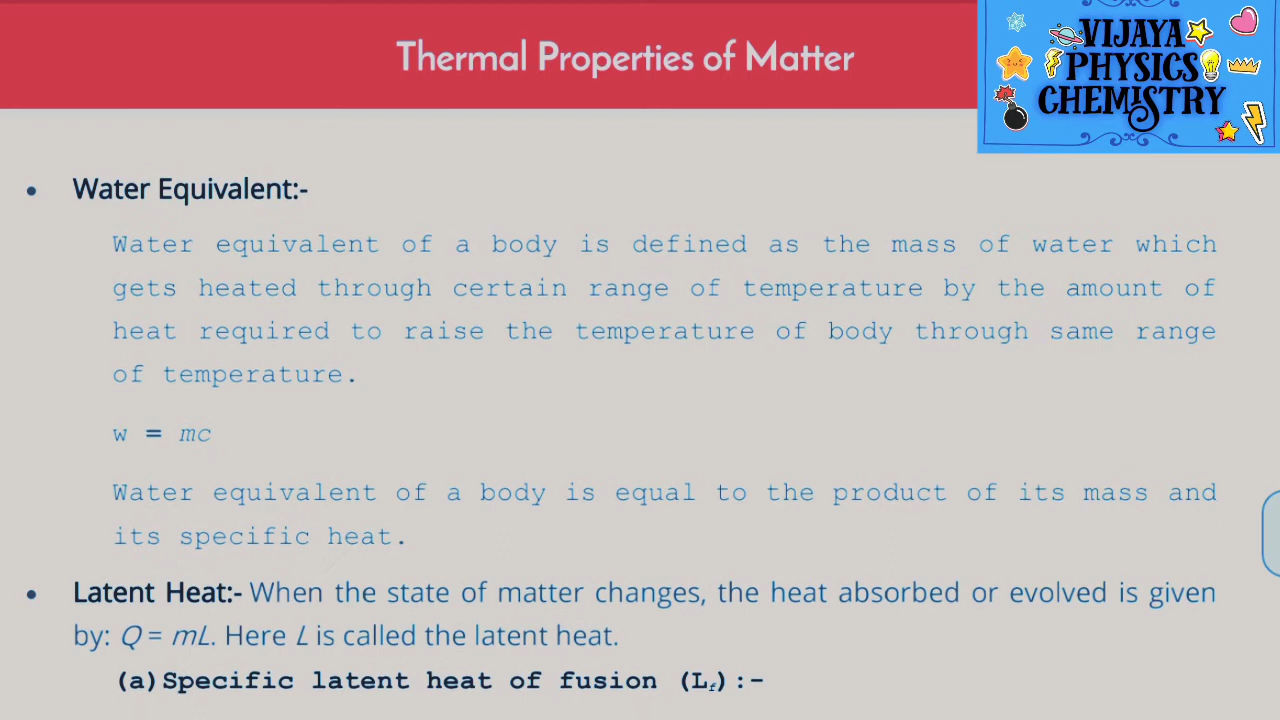 Thermal Properties of Matter
VIJAYA
PHYSICS
CHEMISTRY
• Water Equivalent:-
Water equivalent of a body is defined as the mass of water which
gets heated through certain range of temperature by the amount of
heat required to raise the temperature of body through same range
of temperature.
w = mc
Water equivalent of a body is equal to the product of its mass and
its specific heat.
• Latent Heat:- When the state of matter changes, the heat absorbed or evolved is given
by: Q = mL. Here L is called the latent heat.
(a)Specific latent heat of fusion (Lf):-